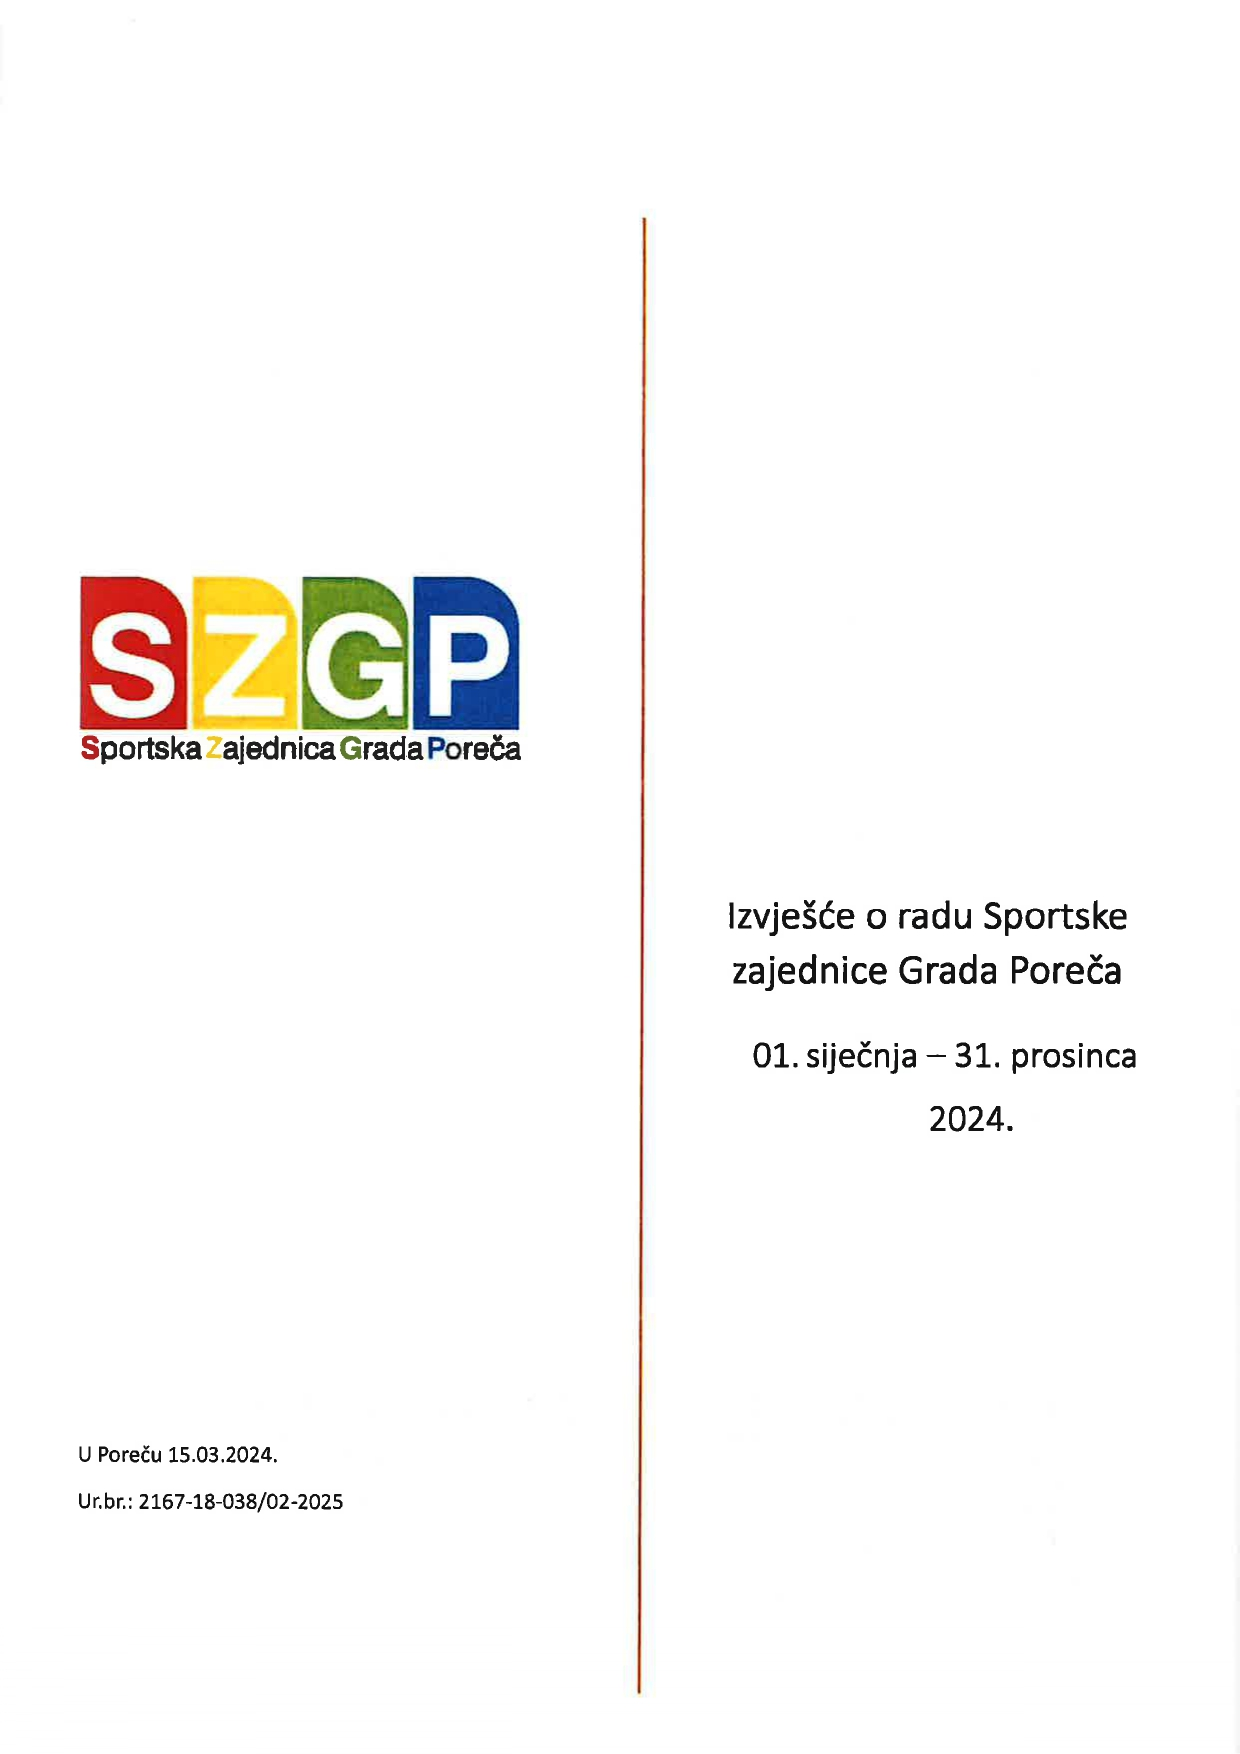 SZGP
Sportska Zajednica Grada Poreča
Izvješće o radu Sportske
zajednice Grada Poreča
01. siječnja – 31. prosinca
2024.
U Poreču 15.03.2024.
Ur.br.: 2167-18-038/02-2025